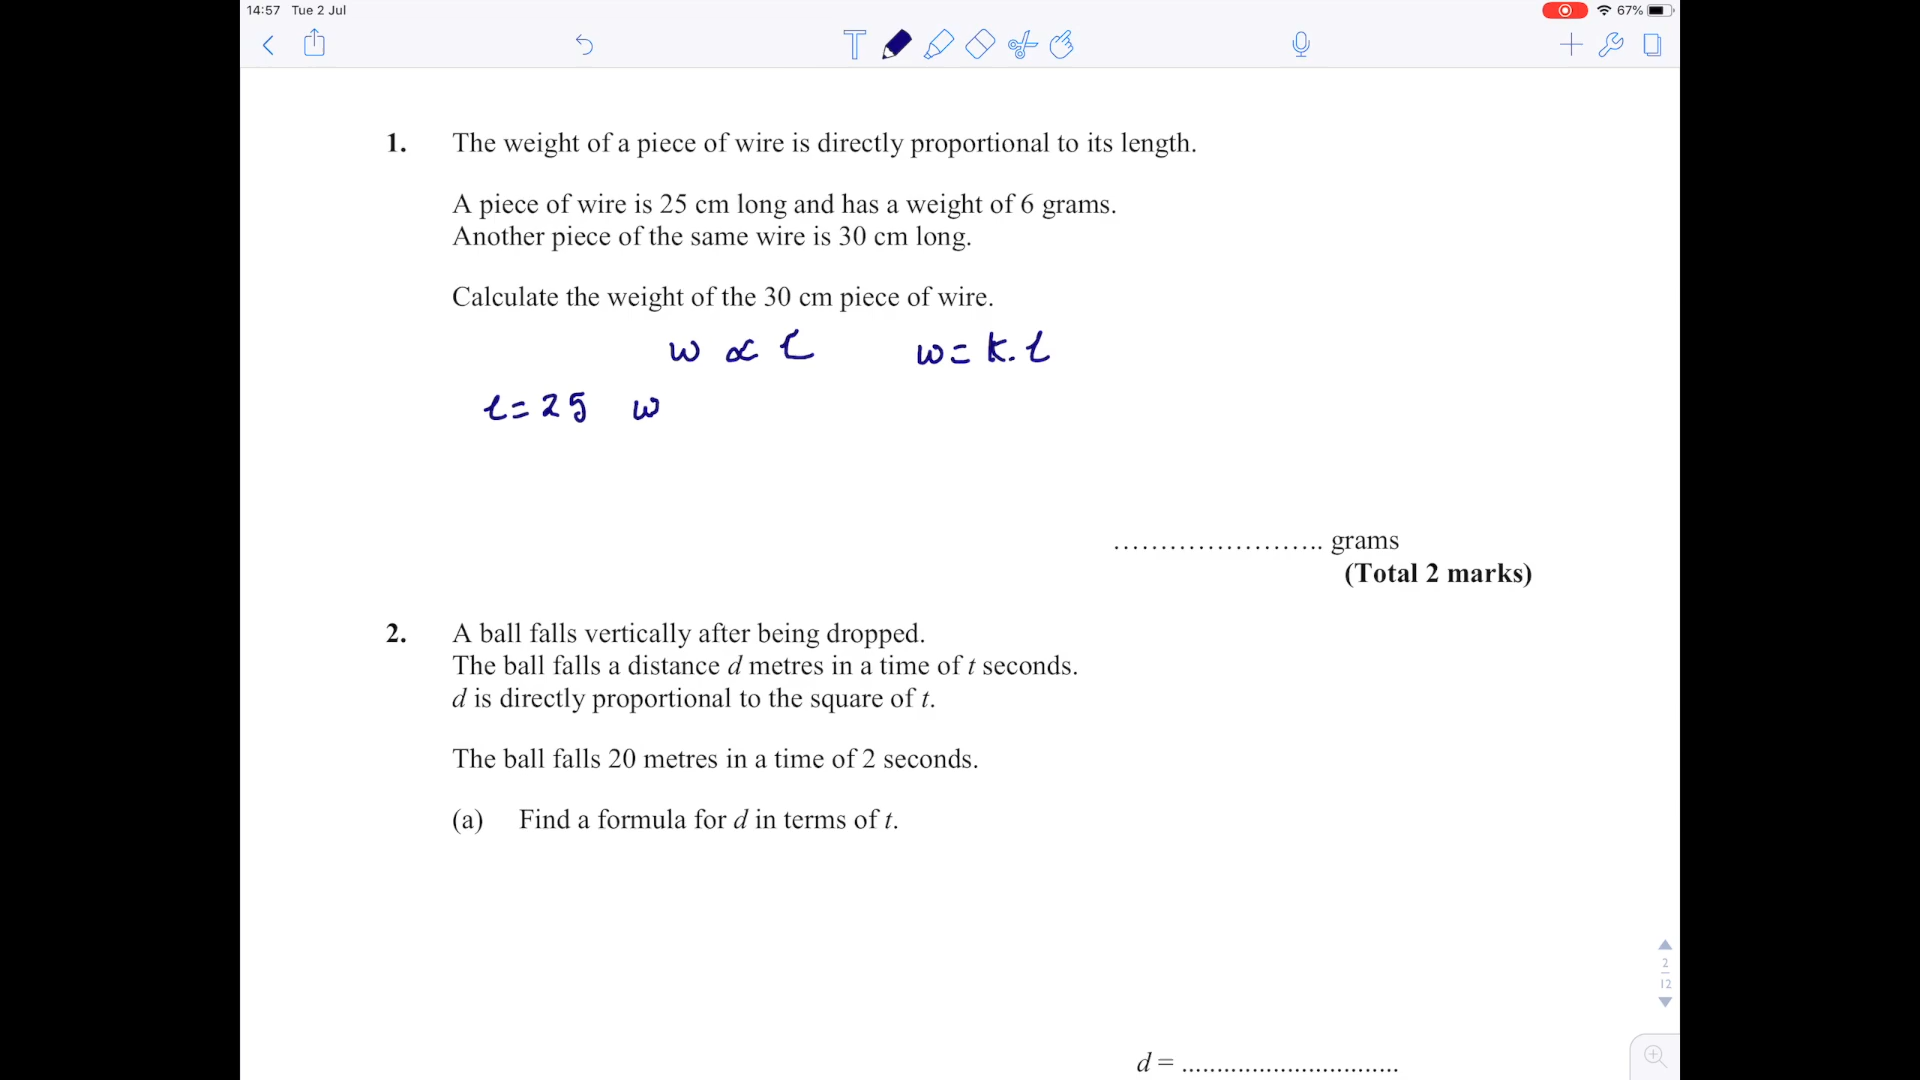 14:57 Tue 2 Jul
67%
T
1. The weight of a piece of wire is directly proportional to its length.
A piece of wire is 25 cm long and has a weight of 6 grams.
Another piece of the same wire is 30 cm long.
Calculate the weight of the 30 cm piece of wire.
w ∝ l w = k. l
l = 25 w
........................ grams
(Total 2 marks)
2. A ball falls vertically after being dropped.
The ball falls a distance d metres in a time of t seconds.
d is directly proportional to the square of t.
The ball falls 20 metres in a time of 2 seconds.
(a) Find a formula for d in terms of t.
2
12
d = ...............................